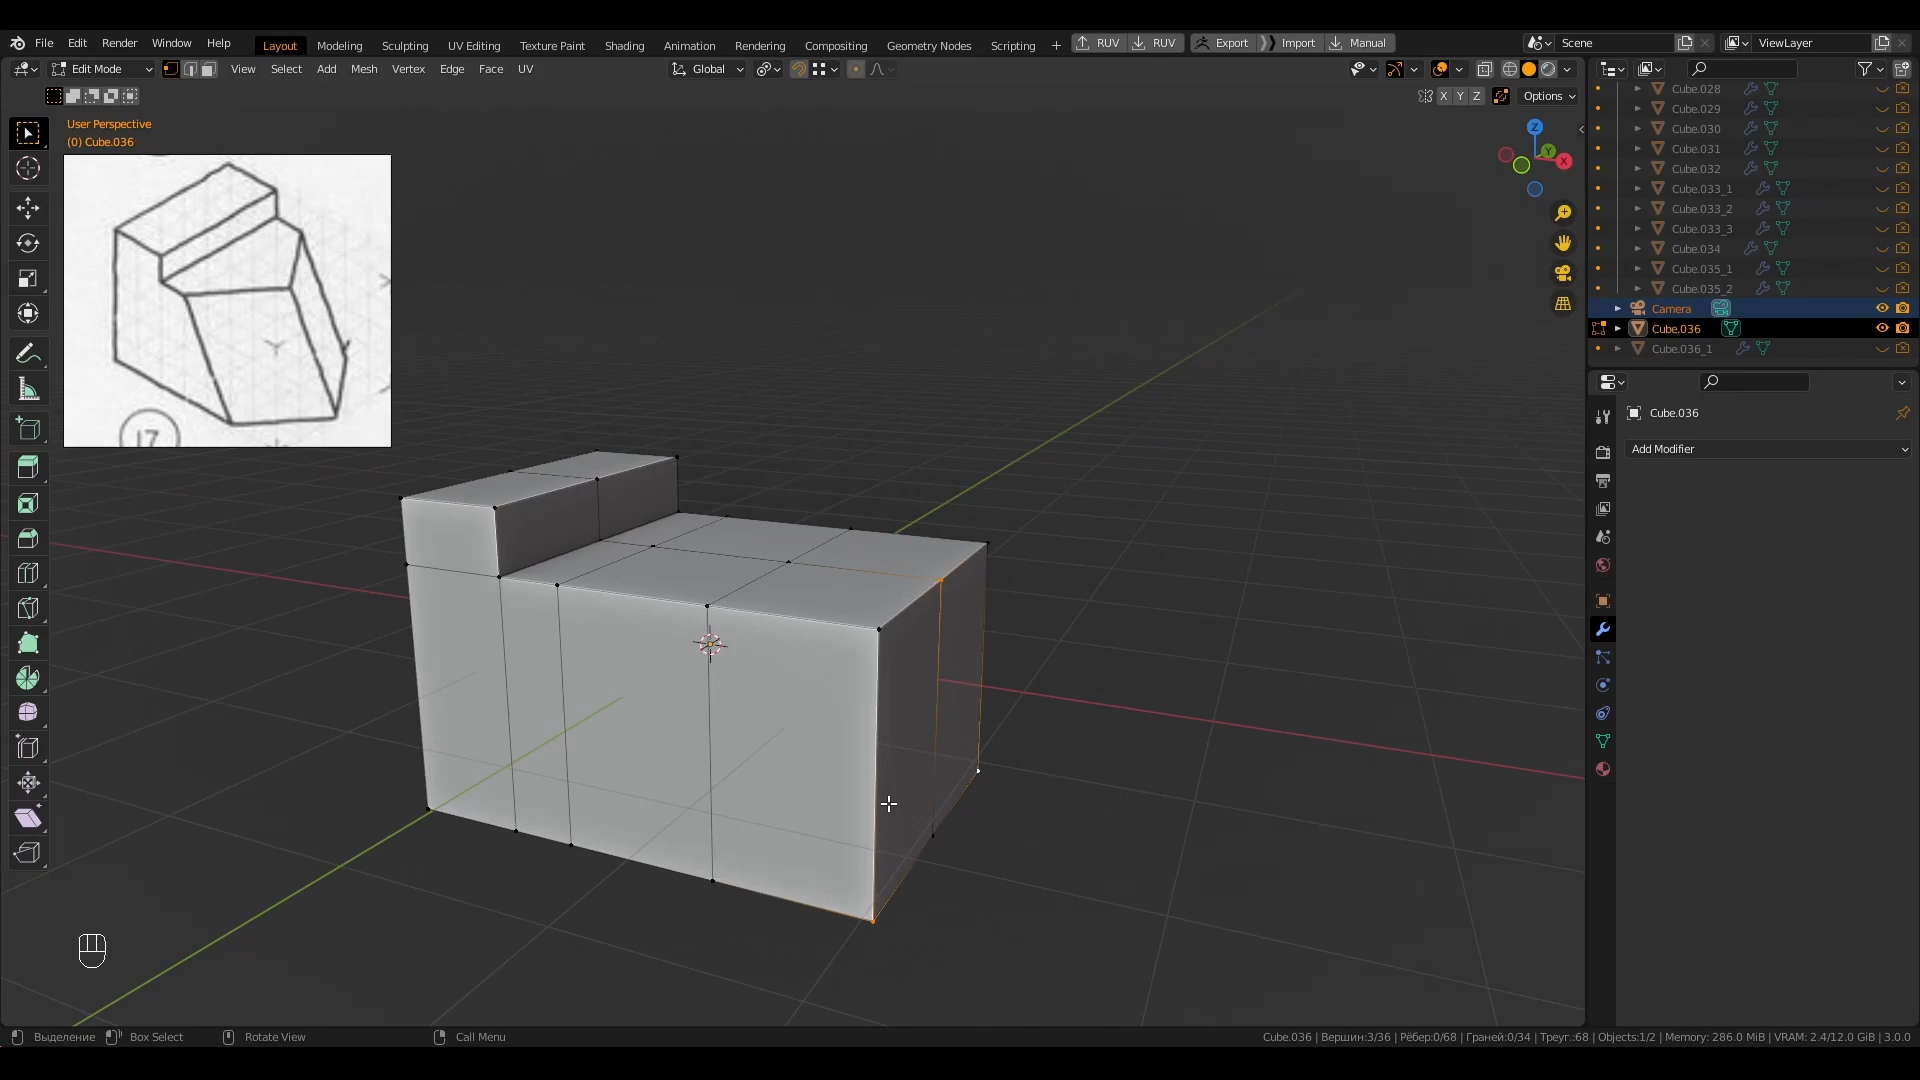 File Edit Render Window Help Layout Modeling Sculpting UV Editing Texture Paint Shading Animation Rendering Compositing Geometry Nodes Scripting + RUV RUV Export Import Manual Scene ViewLayer
Edit Mode View Select Add Mesh Vertex Edge Face UV Global
X Y Z Options
User Perspective
(0) Cube.036
Z
Y
X
17
Cube.028
Cube.029
Cube.030
Cube.031
Cube.032
Cube.033_1
Cube.033_2
Cube.033_3
Cube.034
Cube.035_1
Cube.035_2
Camera
Cube.036
Cube.036_1
Cube.036
Add Modifier
Выделение Box Select Rotate View Call Menu Cube.036 | Вершин:3/36 | Рёбер:0/68 | Граней:0/34 | Треуг.:68 | Objects:1/2 | Memory: 286.0 MiB | VRAM: 2.4/12.0 GiB | 3.0.0